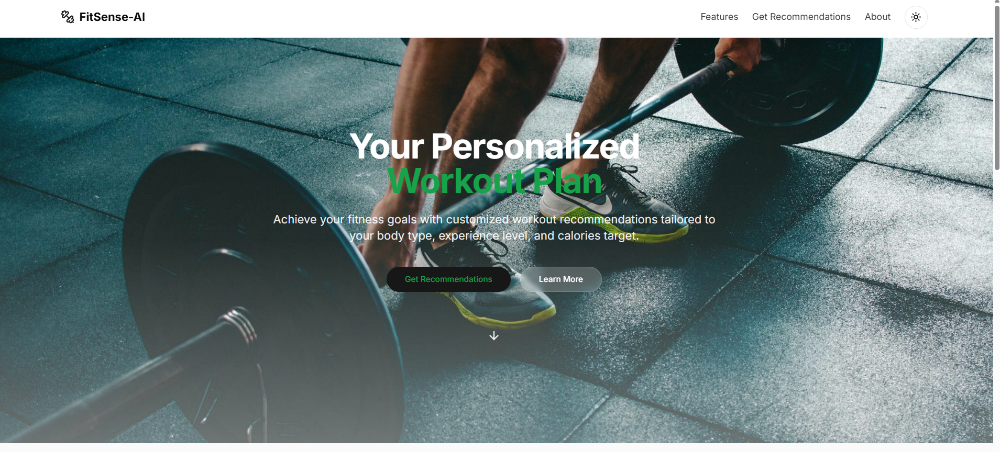 FitSense-AI
Features
Get Recommendations
About
Your Personalized
Workout Plan
Achieve your fitness goals with customized workout recommendations tailored to
your body type, experience level, and calories target.
Get Recommendations
Learn More